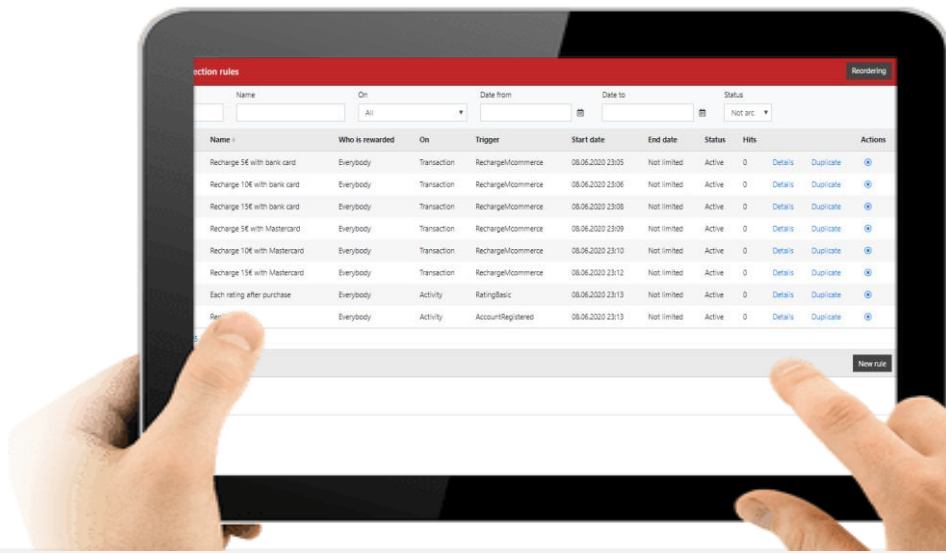 ection rules Reordering
Name On Date from Date to Status
All Not arc
Name Who is rewarded On Trigger Start date End date Status Hits Actions
Recharge 5€ with bank card Everybody Transaction RechargeMcommerce 08.06.2020 23:05 Not limited Active 0 Details Duplicate
Recharge 10€ with bank card Everybody Transaction RechargeMcommerce 08.06.2020 23:06 Not limited Active 0 Details Duplicate
Recharge 15€ with bank card Everybody Transaction RechargeMcommerce 08.06.2020 23:08 Not limited Active 0 Details Duplicate
Recharge 5€ with Mastercard Everybody Transaction RechargeMcommerce 08.06.2020 23:09 Not limited Active 0 Details Duplicate
Recharge 10€ with Mastercard Everybody Transaction RechargeMcommerce 08.06.2020 23:10 Not limited Active 0 Details Duplicate
Recharge 15€ with Mastercard Everybody Transaction RechargeMcommerce 08.06.2020 23:12 Not limited Active 0 Details Duplicate
Each rating after purchase Everybody Activity RatingBasic 08.06.2020 23:13 Not limited Active 0 Details Duplicate
Everybody Activity AccountRegistered 08.06.2020 23:13 Not limited Active 0 Details Duplicate
New rule